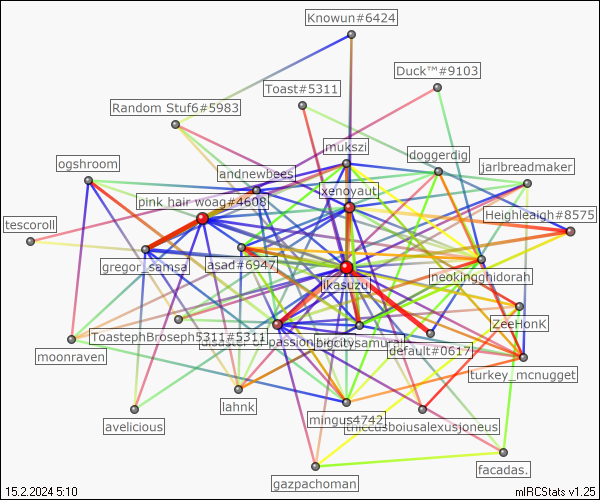 Knowun#6424
Duck™#9103
Toast#5311
Random Stuf6#5983
mukszi
doggerdig
ogshroom
jarlbreadmaker
andnewbees
xenoyaut
pink hair woag#4608
Heighleaigh#8575
tescoroll
gregor_samsa
asad#6947
neokingghidorah
ikasuzu
ZeeHonK
ToastephBroseph5311#5311
passion
bigcitysamurai
default#0617
moonraven
turkey_mcnugget
lahnk
mingus4742
avelicious
thiccusboiusalexusjoneus
facadas.
gazpachoman
15.2.2024 5:10
mIRCStats v1.25